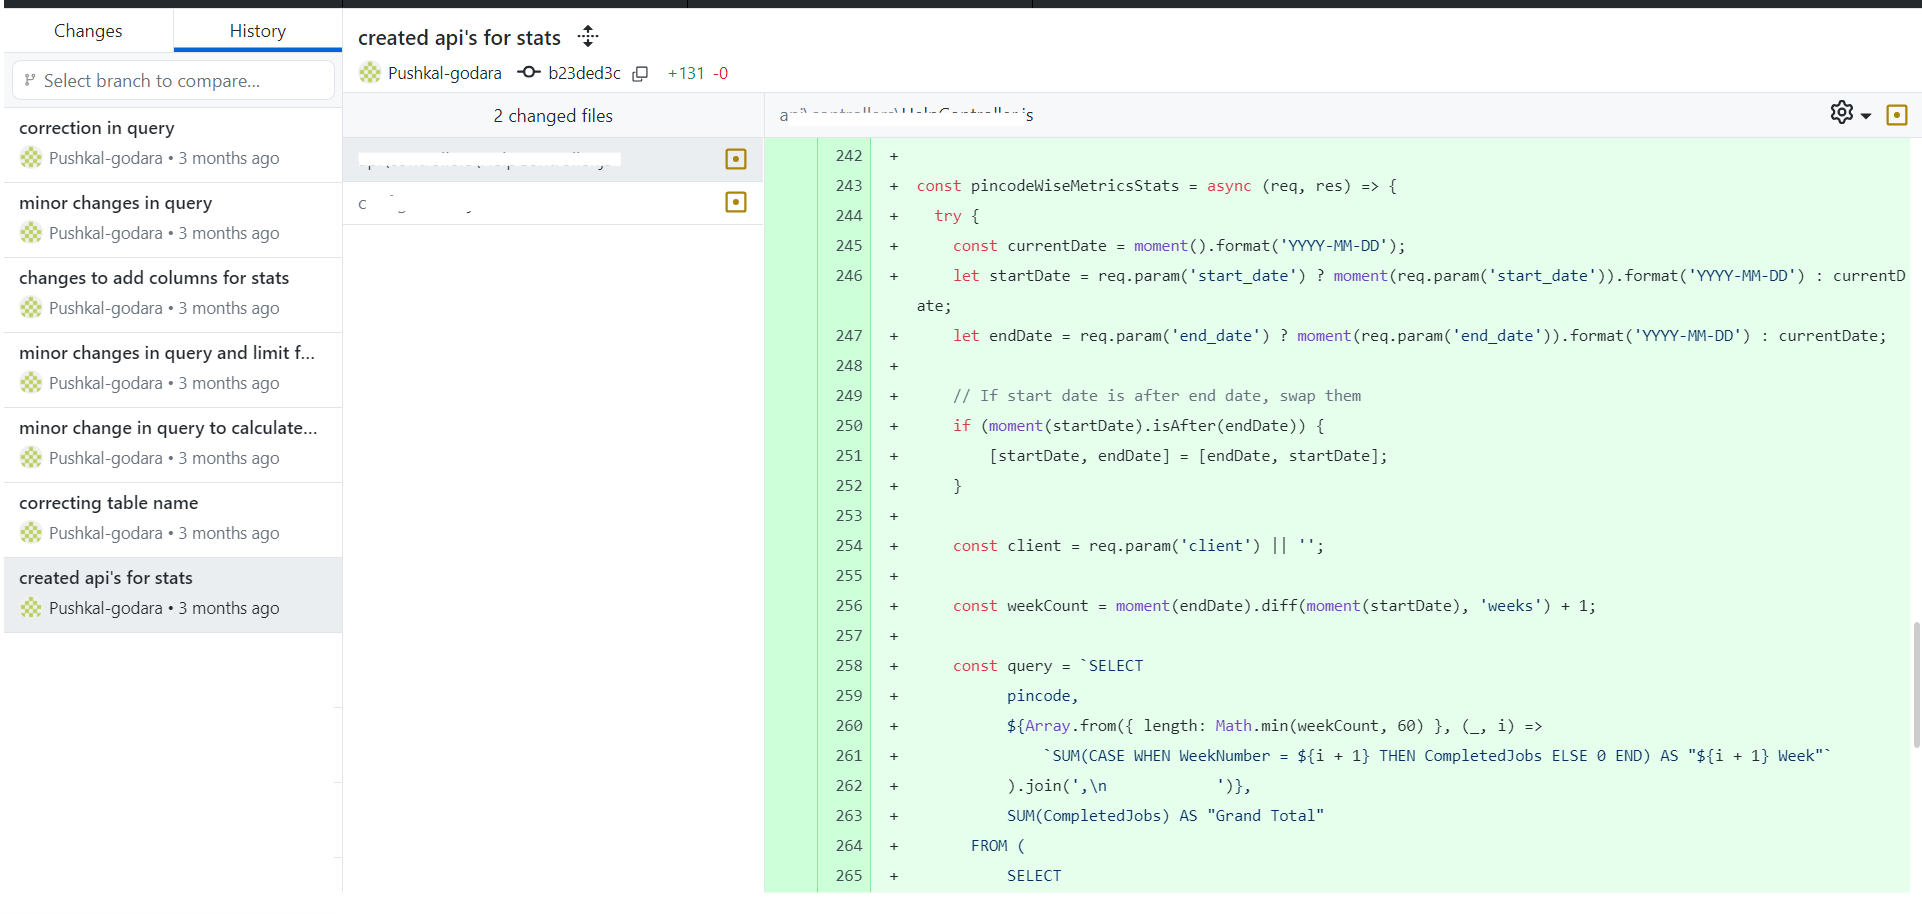 Changes
History
Select branch to compare...
correction in query
Pushkal-godara • 3 months ago
minor changes in query
Pushkal-godara • 3 months ago
changes to add columns for stats
Pushkal-godara • 3 months ago
minor changes in query and limit f...
Pushkal-godara • 3 months ago
minor change in query to calculate...
Pushkal-godara • 3 months ago
correcting table name
Pushkal-godara • 3 months ago
created api's for stats
Pushkal-godara • 3 months ago
created api's for stats
Pushkal-godara b23ded3c +131 -0
2 changed files
242 +
243 + const pincodeWiseMetricsStats = async (req, res) => {
244 + try {
245 + const currentDate = moment().format('YYYY-MM-DD');
246 + let startDate = req.param('start_date') ? moment(req.param('start_date')).format('YYYY-MM-DD') : currentD
ate;
247 + let endDate = req.param('end_date') ? moment(req.param('end_date')).format('YYYY-MM-DD') : currentDate;
248 +
249 + // If start date is after end date, swap them
250 + if (moment(startDate).isAfter(endDate)) {
251 + [startDate, endDate] = [endDate, startDate];
252 + }
253 +
254 + const client = req.param('client') || '';
255 +
256 + const weekCount = moment(endDate).diff(moment(startDate), 'weeks') + 1;
257 +
258 + const query = `SELECT
259 + pincode,
260 + ${Array.from({ length: Math.min(weekCount, 60) }, (_, i) =>
261 + `SUM(CASE WHEN WeekNumber = ${i + 1} THEN CompletedJobs ELSE 0 END) AS "${i + 1} Week"`
262 + ).join(',\n            ')},
263 + SUM(CompletedJobs) AS "Grand Total"
264 + FROM (
265 + SELECT